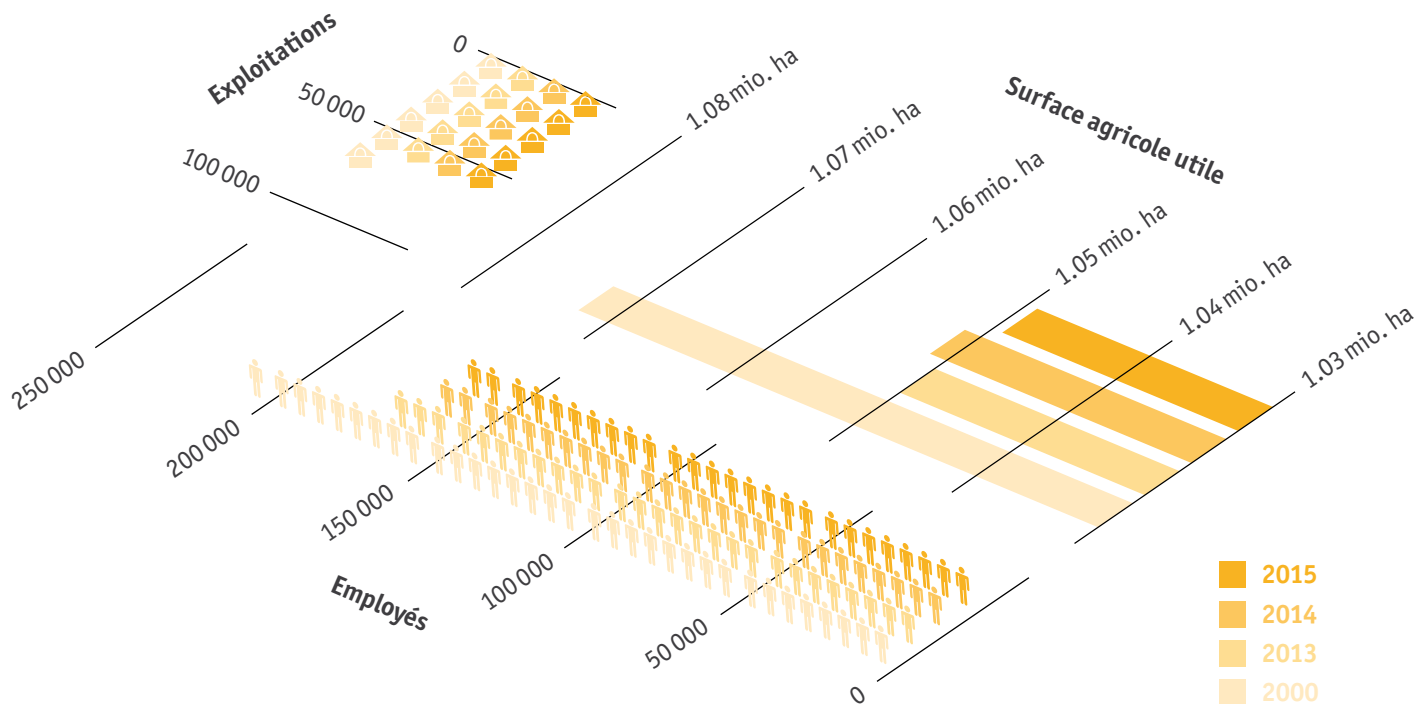 Exploitations
0
50 000
100 000
Surface agricole utile
1.08 mio. ha
1.07 mio. ha
1.06 mio. ha
1.05 mio. ha
1.04 mio. ha
1.03 mio. ha
250 000
200 000
150 000
100 000
50 000
0
Employés
2015
2014
2013
2000